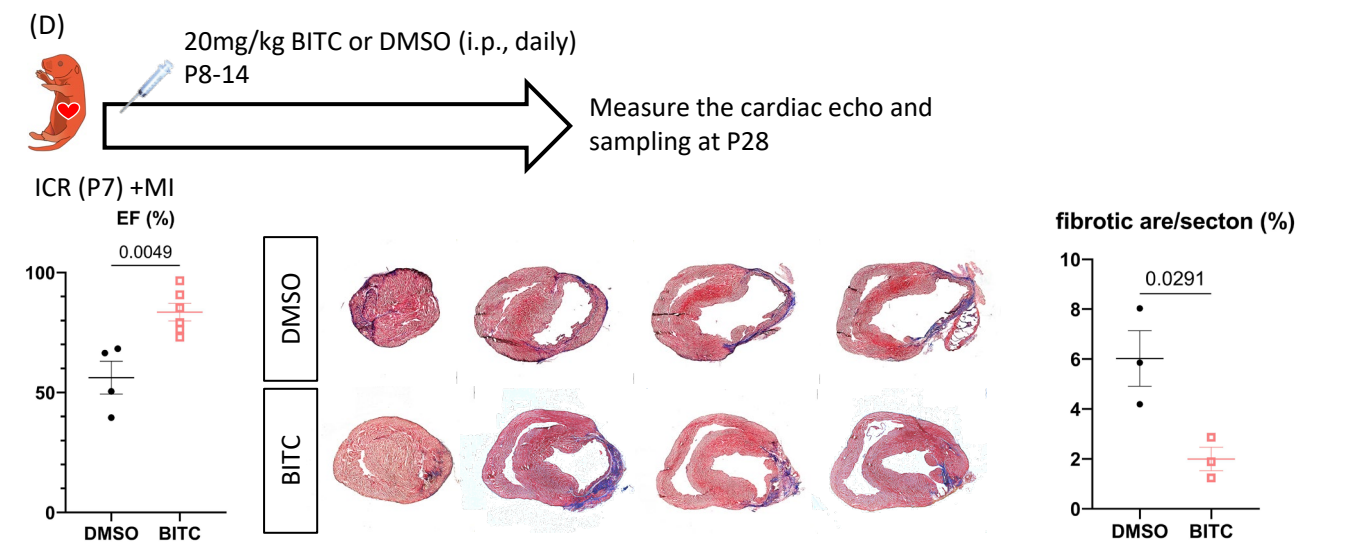 (D)
20mg/kg BITC or DMSO (i.p., daily)
P8-14
Measure the cardiac echo and
sampling at P28
ICR (P7) +MI
EF (%)
0.0049
100
50
0
DMSO BITC
DMSO
BITC
fibrotic are/secton (%)
0.0291
10
8
6
4
2
0
DMSO BITC